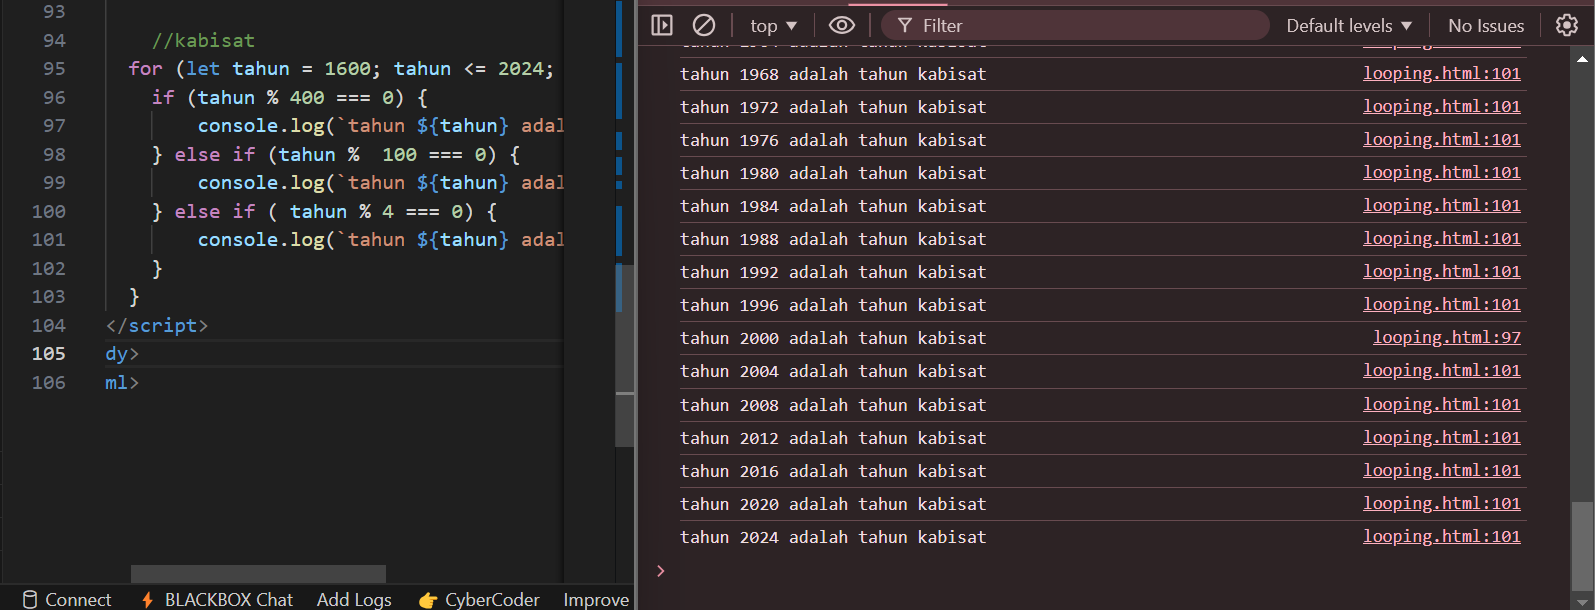 93
94 //kabisat
95 for (let tahun = 1600; tahun <= 2024;
96 if (tahun % 400 === 0) {
97 console.log(`tahun ${tahun} adal
98 } else if (tahun %  100 === 0) {
99 console.log(`tahun ${tahun} adal
100 } else if ( tahun % 4 === 0) {
101 console.log(`tahun ${tahun} adal
102 }
103 }
104 </script>
105 dy>
106 ml>
Connect BLACKBOX Chat Add Logs CyberCoder Improve
top Filter Default levels No Issues
tahun 1968 adalah tahun kabisat looping.html:101
tahun 1972 adalah tahun kabisat looping.html:101
tahun 1976 adalah tahun kabisat looping.html:101
tahun 1980 adalah tahun kabisat looping.html:101
tahun 1984 adalah tahun kabisat looping.html:101
tahun 1988 adalah tahun kabisat looping.html:101
tahun 1992 adalah tahun kabisat looping.html:101
tahun 1996 adalah tahun kabisat looping.html:101
tahun 2000 adalah tahun kabisat looping.html:97
tahun 2004 adalah tahun kabisat looping.html:101
tahun 2008 adalah tahun kabisat looping.html:101
tahun 2012 adalah tahun kabisat looping.html:101
tahun 2016 adalah tahun kabisat looping.html:101
tahun 2020 adalah tahun kabisat looping.html:101
tahun 2024 adalah tahun kabisat looping.html:101
>